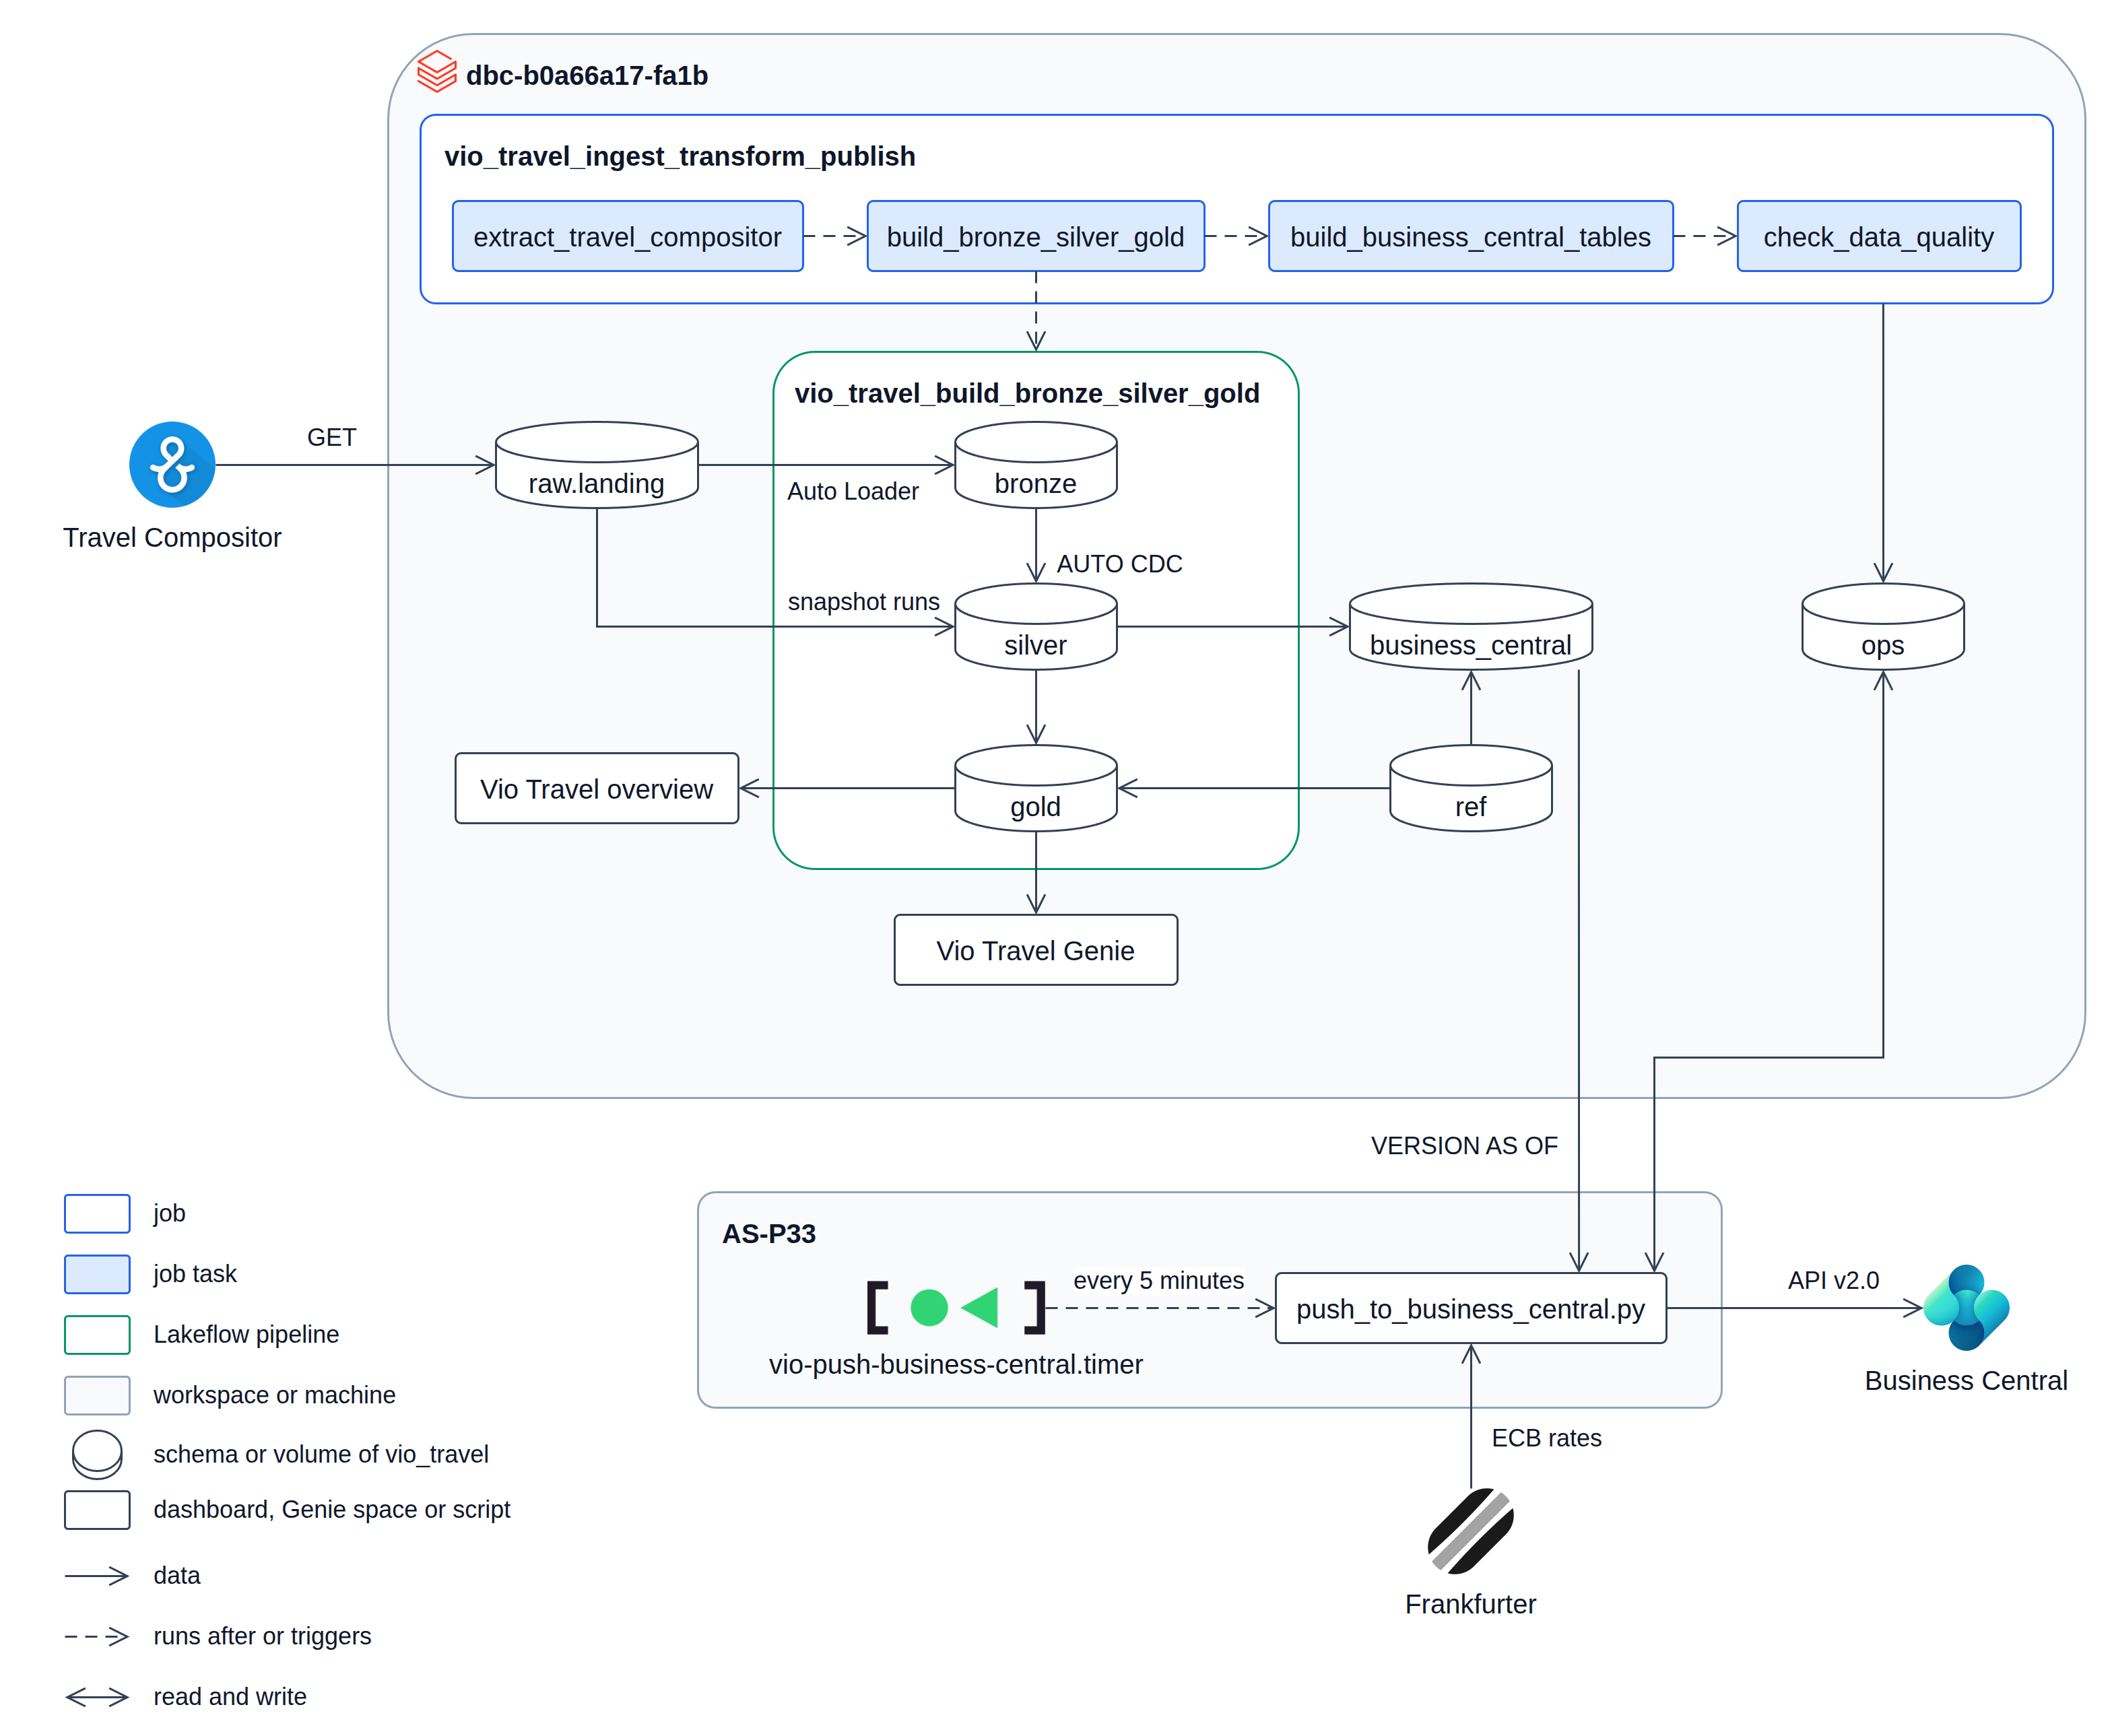 dbc-b0a66a17-fa1b
vio_travel_ingest_transform_publish
extract_travel_compositor
build_bronze_silver_gold
build_business_central_tables
check_data_quality
vio_travel_build_bronze_silver_gold
GET
raw.landing
bronze
Auto Loader
Travel Compositor
AUTO CDC
snapshot runs
silver
business_central
ops
Vio Travel overview
gold
ref
Vio Travel Genie
VERSION AS OF
AS-P33
every 5 minutes
push_to_business_central.py
API v2.0
vio-push-business-central.timer
Business Central
ECB rates
Frankfurter
job
job task
Lakeflow pipeline
workspace or machine
schema or volume of vio_travel
dashboard, Genie space or script
data
runs after or triggers
read and write